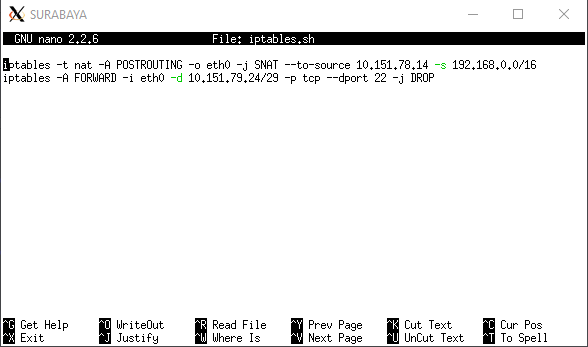 SURABAYA
GNU nano 2.2.6 File: iptables.sh
iptables -t nat -A POSTROUTING -o eth0 -j SNAT --to-source 10.151.78.14 -s 192.168.0.0/16
iptables -A FORWARD -i eth0 -d 10.151.79.24/29 -p tcp --dport 22 -j DROP
^G Get Help ^O WriteOut ^R Read File ^Y Prev Page ^K Cut Text ^C Cur Pos
^X Exit ^J Justify ^W Where Is ^V Next Page ^U UnCut Text ^T To Spell